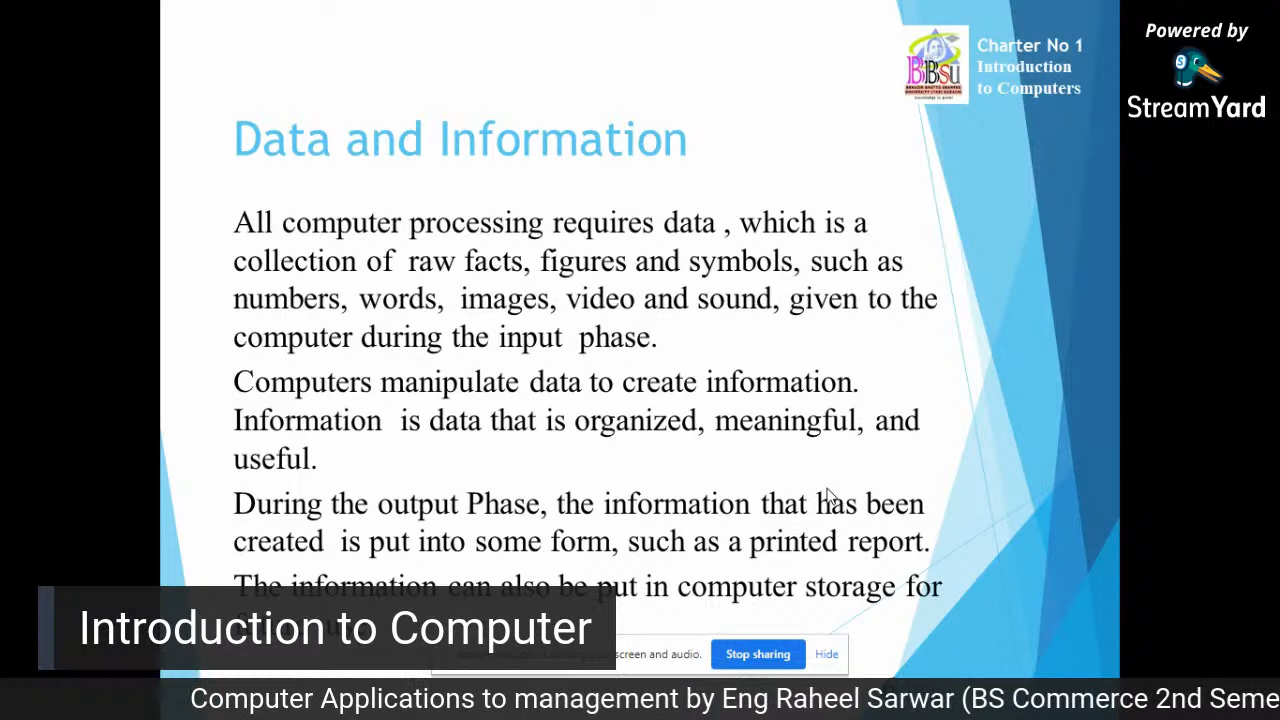 Powered by
StreamYard
Charter No 1
Introduction
to Computers
BBSU
Data and Information
All computer processing requires data , which is a
collection of raw facts, figures and symbols, such as
numbers, words, images, video and sound, given to the
computer during the input phase.
Computers manipulate data to create information.
Information is data that is organized, meaningful, and
useful.
During the output Phase, the information that has been
created is put into some form, such as a printed report.
The information can also be put in computer storage for
Introduction to Computer
screen and audio.
Stop sharing
Hide
Computer Applications to management by Eng Raheel Sarwar (BS Commerce 2nd Seme